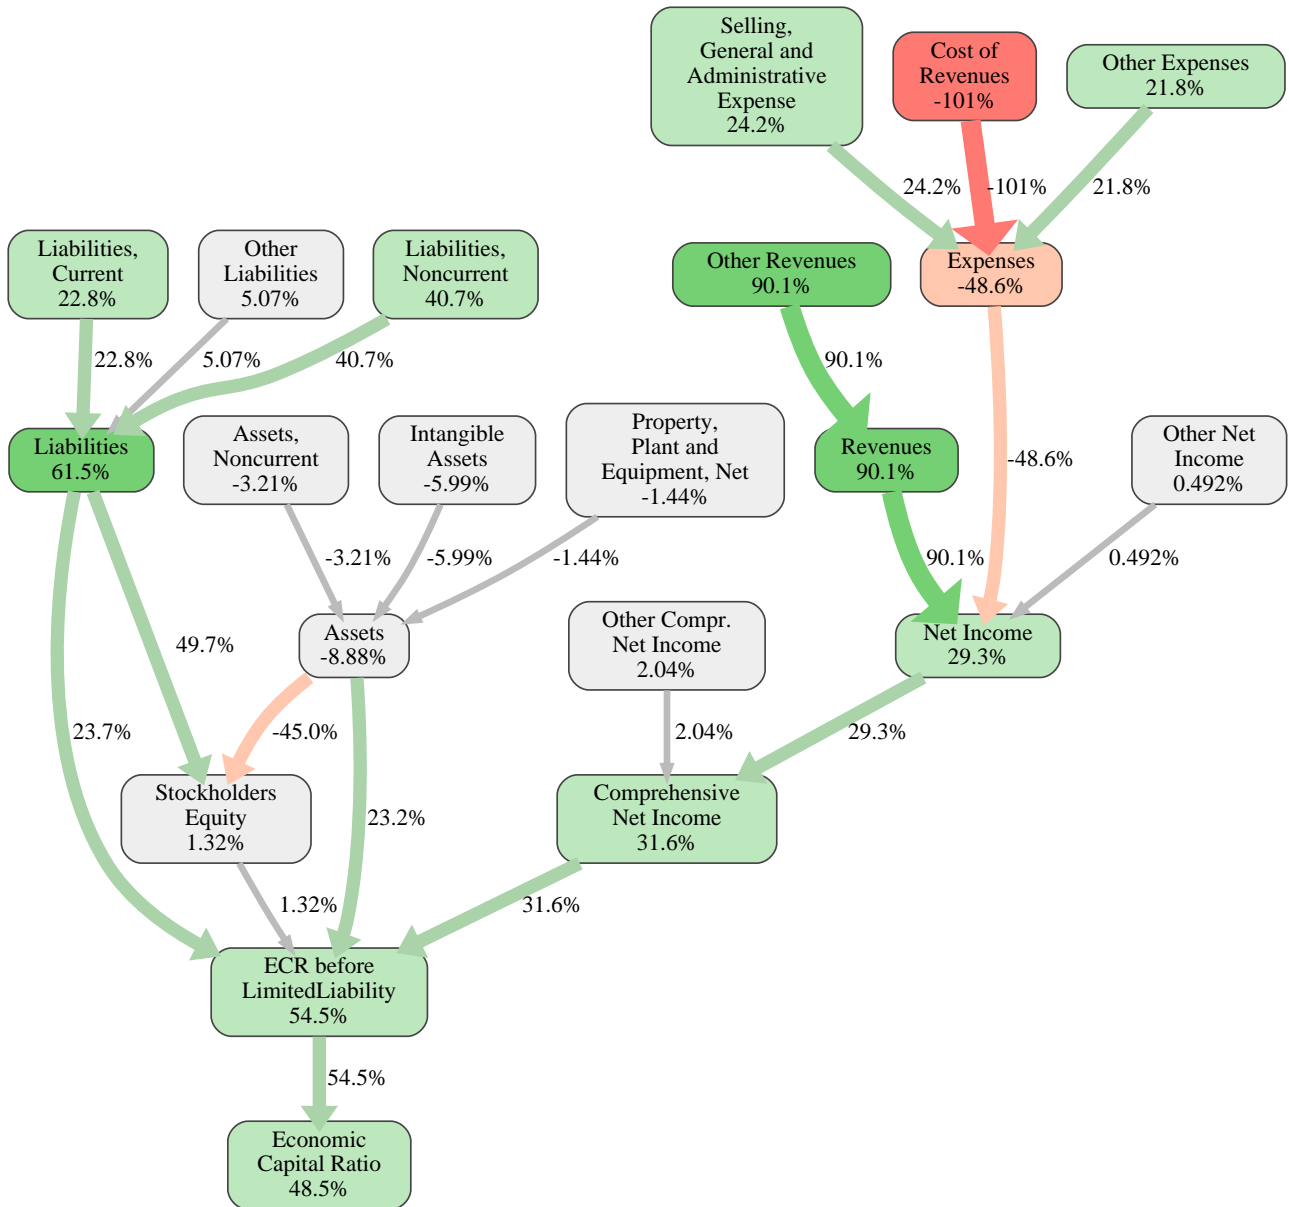 Selling,
General and
Administrative
Expense
24.2%
Cost of
Revenues
-101%
Other Expenses
21.8%
24.2%
-101%
21.8%
Liabilities,
Current
22.8%
Other
Liabilities
5.07%
Liabilities,
Noncurrent
40.7%
Other Revenues
90.1%
Expenses
-48.6%
22.8%
5.07%
40.7%
90.1%
Liabilities
61.5%
Assets,
Noncurrent
-3.21%
Intangible
Assets
-5.99%
Property,
Plant and
Equipment, Net
-1.44%
Revenues
90.1%
-48.6%
Other Net
Income
0.492%
-3.21%
-5.99%
-1.44%
90.1%
0.492%
49.7%
Assets
-8.88%
Other Compr.
Net Income
2.04%
Net Income
29.3%
23.7%
-45.0%
2.04%
29.3%
Stockholders
Equity
1.32%
23.2%
Comprehensive
Net Income
31.6%
1.32%
31.6%
ECR before
LimitedLiability
54.5%
54.5%
Economic
Capital Ratio
48.5%